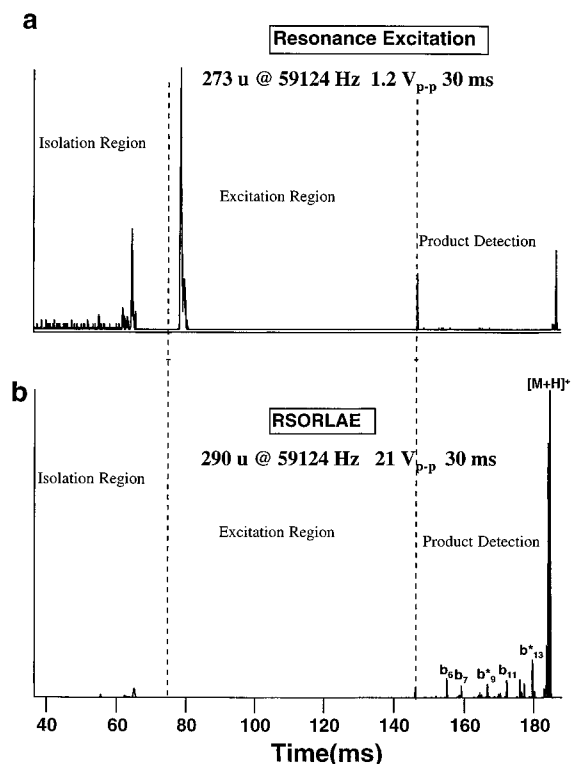 a
Resonance Excitation
273 u @ 59124 Hz 1.2 Vp-p 30 ms
Isolation Region
Excitation Region
Product Detection
b
[M+H]+
RSORLAE
290 u @ 59124 Hz 21 Vp-p 30 ms
Isolation Region
Excitation Region
Product Detection
b6 b7 b*9 b11 b*13
40 60 80 100 120 140 160 180
Time(ms)